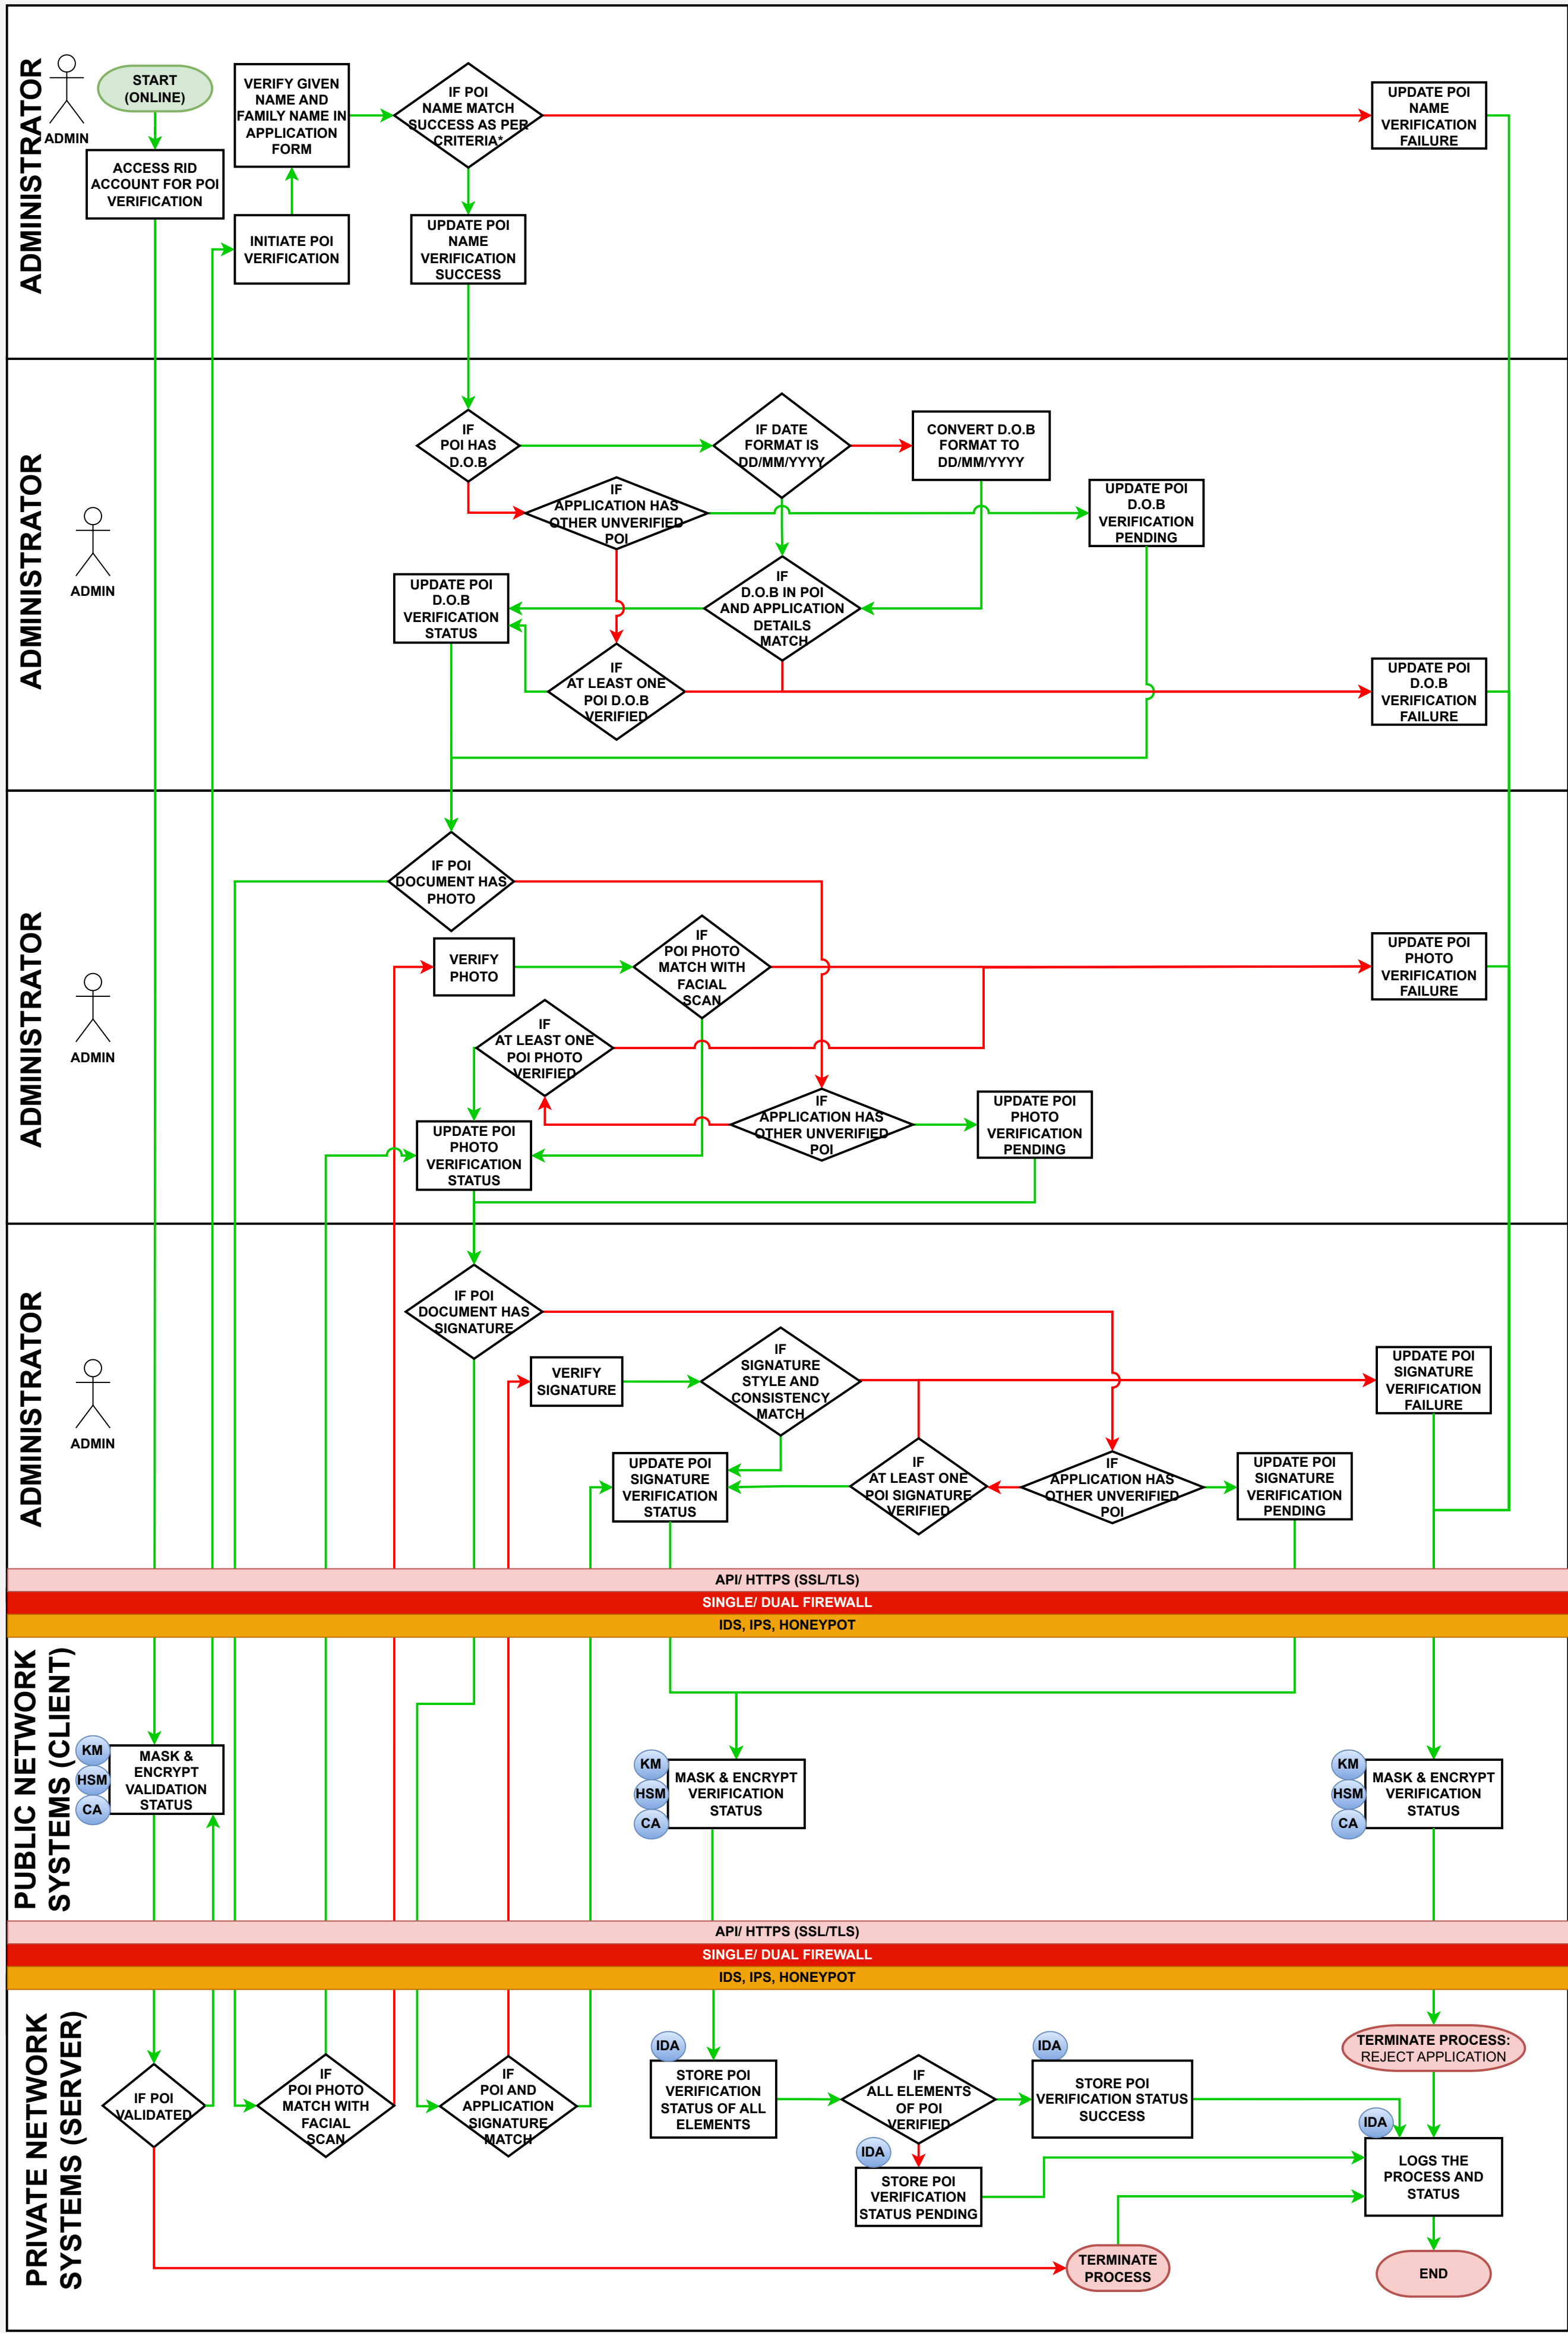 ADMINISTRATOR
ADMIN
START
(ONLINE)
ACCESS RID
ACCOUNT FOR POI
VERIFICATION
VERIFY GIVEN
NAME AND
FAMILY NAME IN
APPLICATION
FORM
INITIATE POI
VERIFICATION
IF POI
NAME MATCH
SUCCESS AS PER
CRITERIA*
UPDATE POI
NAME
VERIFICATION
SUCCESS
UPDATE POI
NAME
VERIFICATION
FAILURE
ADMINISTRATOR
ADMIN
IF
POI HAS
D.O.B
IF DATE
FORMAT IS
DD/MM/YYYY
CONVERT D.O.B
FORMAT TO
DD/MM/YYYY
IF
APPLICATION HAS
OTHER UNVERIFIED
POI
UPDATE POI
D.O.B
VERIFICATION
PENDING
UPDATE POI
D.O.B
VERIFICATION
STATUS
IF
D.O.B IN POI
AND APPLICATION
DETAILS
MATCH
IF
AT LEAST ONE
POI D.O.B
VERIFIED
UPDATE POI
D.O.B
VERIFICATION
FAILURE
ADMINISTRATOR
ADMIN
IF POI
DOCUMENT HAS
PHOTO
VERIFY
PHOTO
IF
POI PHOTO
MATCH WITH
FACIAL
SCAN
UPDATE POI
PHOTO
VERIFICATION
FAILURE
IF
AT LEAST ONE
POI PHOTO
VERIFIED
UPDATE POI
PHOTO
VERIFICATION
STATUS
IF
APPLICATION HAS
OTHER UNVERIFIED
POI
UPDATE POI
PHOTO
VERIFICATION
PENDING
ADMINISTRATOR
ADMIN
IF POI
DOCUMENT HAS
SIGNATURE
VERIFY
SIGNATURE
IF
SIGNATURE
STYLE AND
CONSISTENCY
MATCH
UPDATE POI
SIGNATURE
VERIFICATION
FAILURE
UPDATE POI
SIGNATURE
VERIFICATION
STATUS
IF
AT LEAST ONE
POI SIGNATURE
VERIFIED
IF
APPLICATION HAS
OTHER UNVERIFIED
POI
UPDATE POI
SIGNATURE
VERIFICATION
PENDING
API/ HTTPS (SSL/TLS)
SINGLE/ DUAL FIREWALL
IDS, IPS, HONEYPOT
PUBLIC NETWORK
SYSTEMS (CLIENT)
KM
HSM
CA
MASK &
ENCRYPT
VALIDATION
STATUS
KM
HSM
CA
MASK & ENCRYPT
VERIFICATION
STATUS
KM
HSM
CA
MASK & ENCRYPT
VERIFICATION
STATUS
API/ HTTPS (SSL/TLS)
SINGLE/ DUAL FIREWALL
IDS, IPS, HONEYPOT
PRIVATE NETWORK
SYSTEMS (SERVER)
IF POI
VALIDATED
IF
POI PHOTO
MATCH WITH
FACIAL
SCAN
IF
POI AND
APPLICATION
SIGNATURE
MATCH
IDA
STORE POI
VERIFICATION
STATUS OF ALL
ELEMENTS
IF
ALL ELEMENTS
OF POI
VERIFIED
IDA
STORE POI
VERIFICATION STATUS
SUCCESS
TERMINATE PROCESS:
REJECT APPLICATION
IDA
STORE POI
VERIFICATION
STATUS PENDING
IDA
LOGS THE
PROCESS AND
STATUS
TERMINATE
PROCESS
END